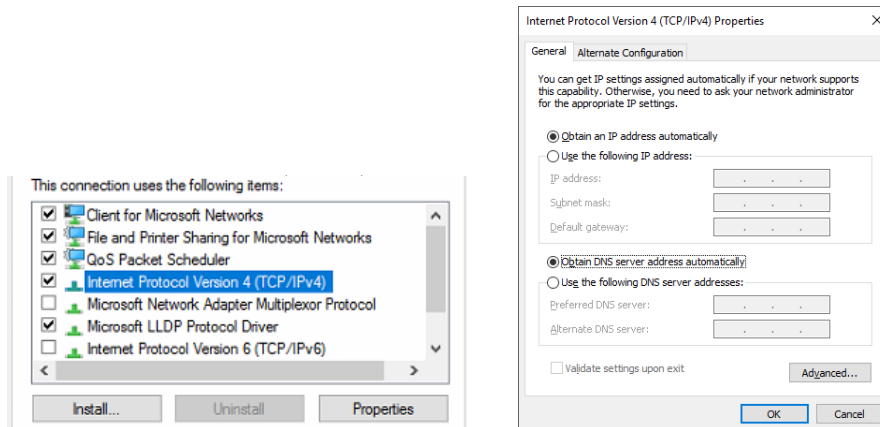 This connection uses the following items:
Client for Microsoft Networks
File and Printer Sharing for Microsoft Networks
QoS Packet Scheduler
Internet Protocol Version 4 (TCP/IPv4)
Microsoft Network Adapter Multiplexor Protocol
Microsoft LLDP Protocol Driver
Internet Protocol Version 6 (TCP/IPv6)
Install...
Uninstall
Properties
Internet Protocol Version 4 (TCP/IPv4) Properties
General
Alternate Configuration
You can get IP settings assigned automatically if your network supports
this capability. Otherwise, you need to ask your network administrator
for the appropriate IP settings.
Obtain an IP address automatically
Use the following IP address:
IP address:
Subnet mask:
Default gateway:
Obtain DNS server address automatically
Use the following DNS server addresses:
Preferred DNS server:
Alternate DNS server:
Validate settings upon exit
Advanced...
OK
Cancel